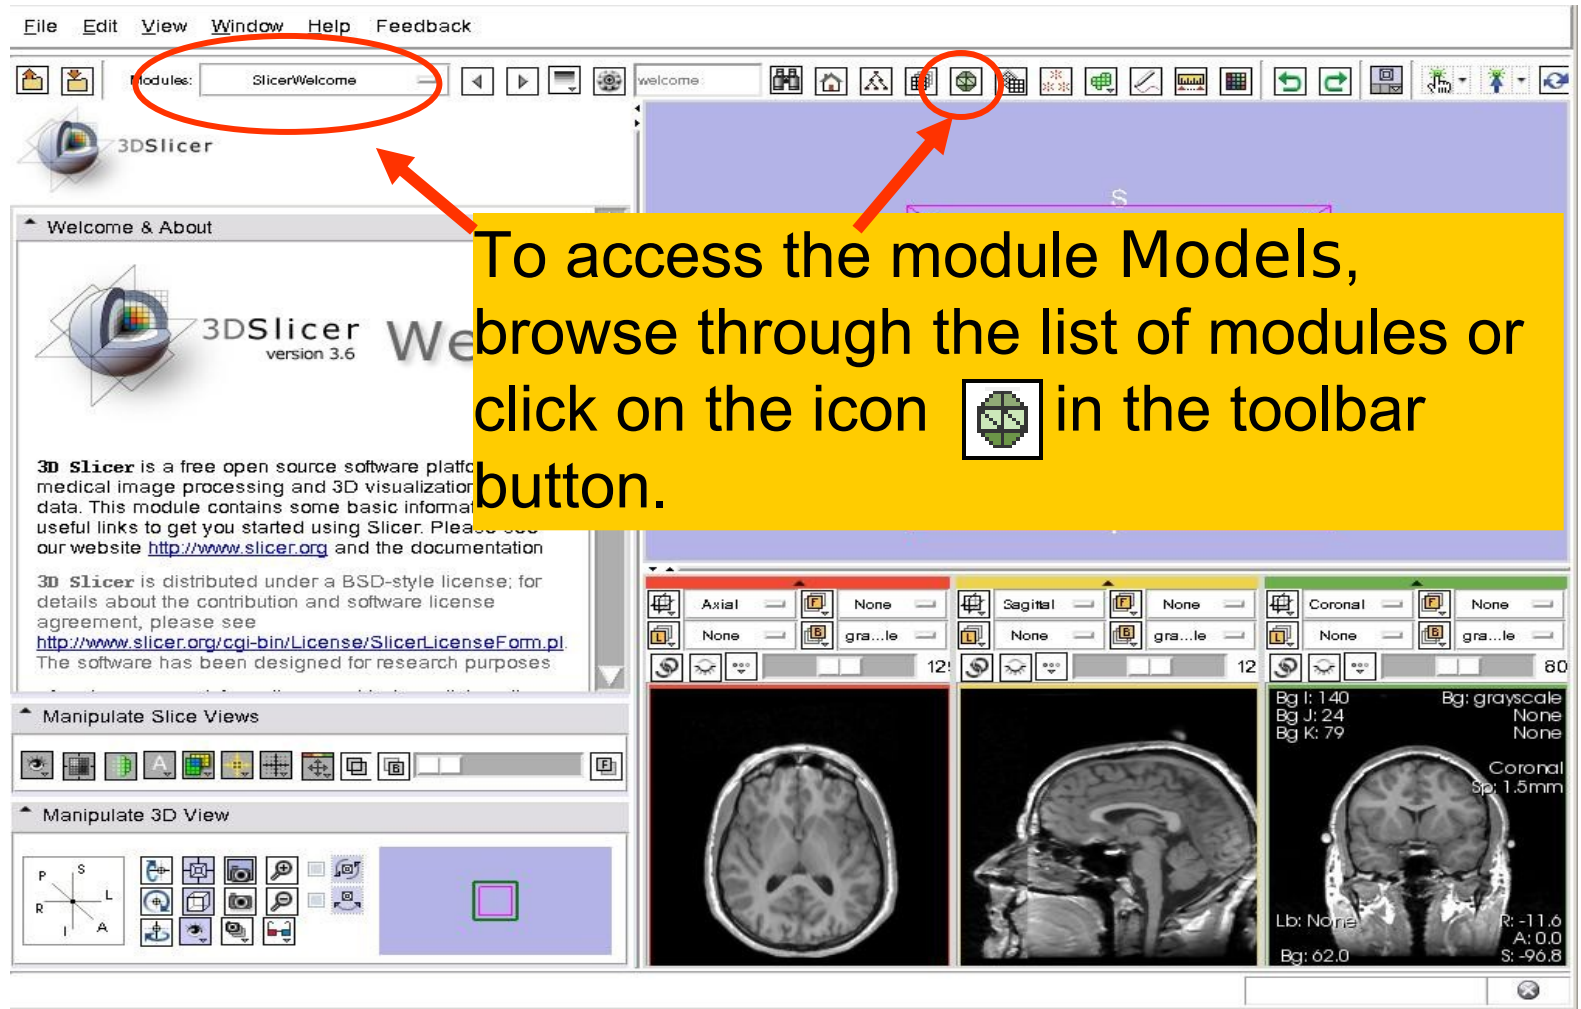 File Edit View Window Help Feedback
Modules: SlicerWelcome welcome
3DSlicer
S
Welcome & About
3DSlicer
version 3.6
We
To access the module Models,
browse through the list of modules or
click on the icon in the toolbar
button.
3D Slicer is a free open source software platfo
medical image processing and 3D visualization
data. This module contains some basic informat
useful links to get you started using Slicer. Please see
our website http://www.slicer.org and the documentation
3D Slicer is distributed under a BSD-style license; for
details about the contribution and software license
agreement, please see
http://www.slicer.org/cgi-bin/License/SlicerLicenseForm.pl.
The software has been designed for research purposes
Manipulate Slice Views
A
B
F
Manipulate 3D View
P S
L
R
I A
Axial F None
L None B gra...le
12
Sagittal F None
L None B gra...le
12
Coronal F None
L None B gra...le
80
Bg I: 140 Bg: grayscale
Bg J: 24 None
Bg K: 79 None
Coronal
Sp: 1.5mm
Lb: None R: -11.6
A: 0.0
Bg: 62.0 S: -96.8